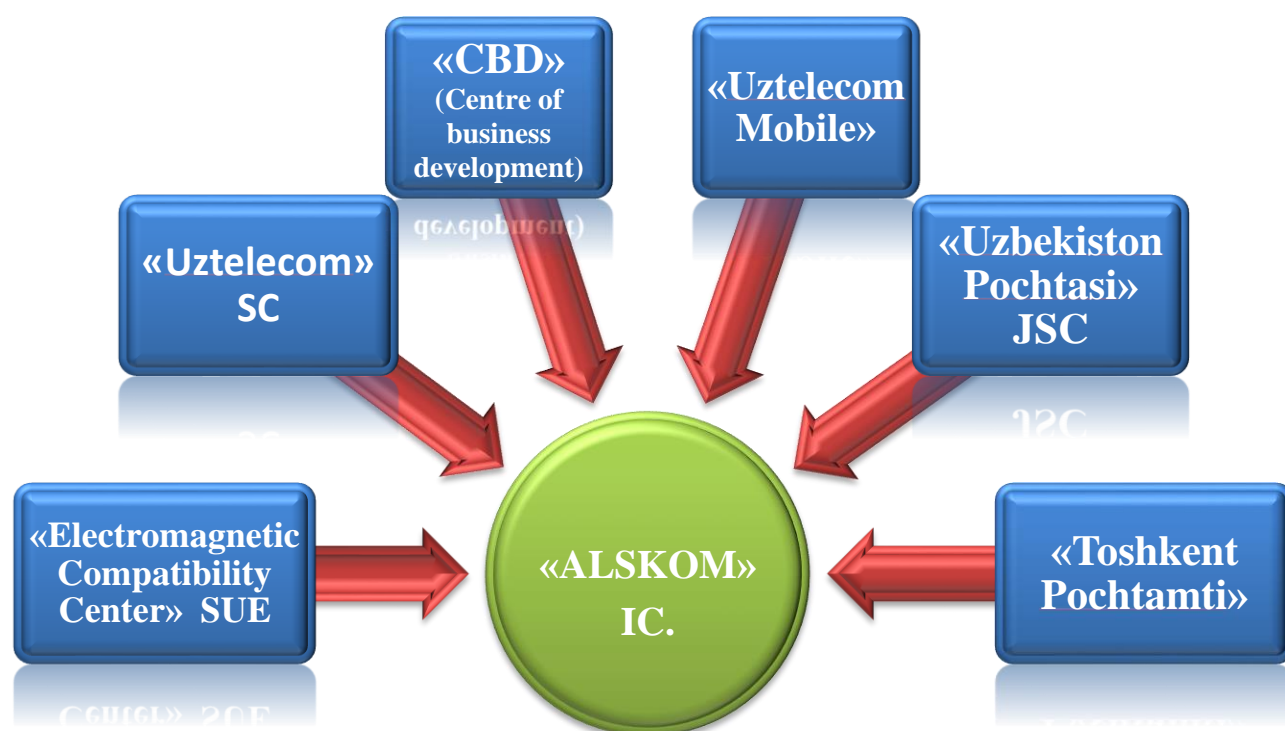 «CBD»
(Centre of
business
development)
«Uztelecom
Mobile»
«Uztelecom»
SC
«Uzbekiston
Pochtasi»
JSC
«Electromagnetic
Compatibility
Center» SUE
«ALSKOM»
IC.
«Toshkent
Pochtamti»